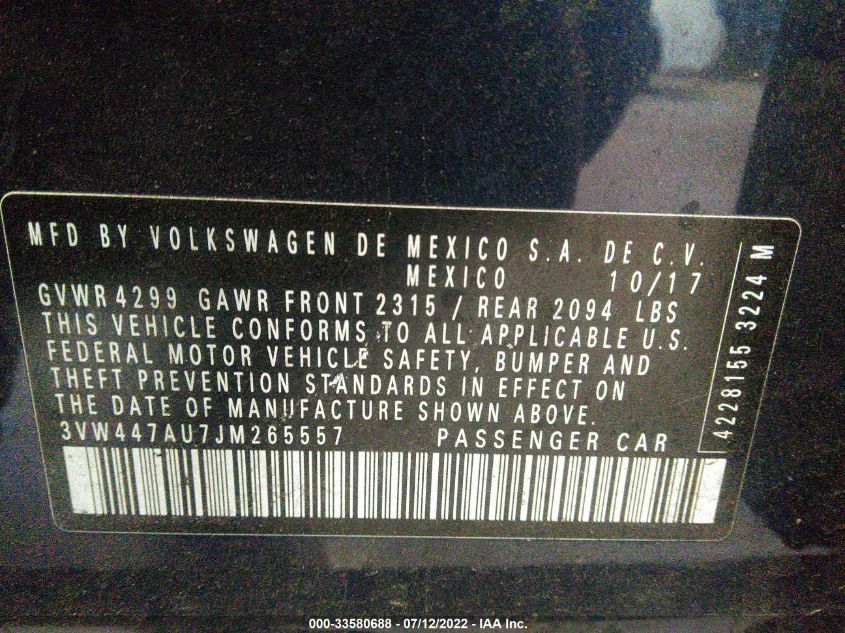 MFD BY VOLKSWAGEN DE MEXICO S.A. DE C.V.
MEXICO 10/17
GVWR 4299 GAWR FRONT 2315 / REAR 2094 LBS
THIS VEHICLE CONFORMS TO ALL APPLICABLE U.S.
FEDERAL MOTOR VEHICLE SAFETY, BUMPER AND
THEFT PREVENTION STANDARDS IN EFFECT ON
THE DATE OF MANUFACTURE SHOWN ABOVE.
3VW447AU7JM265557 PASSENGER CAR
4228155 3224 M
000-33580688 - 07/12/2022 - IAA Inc.